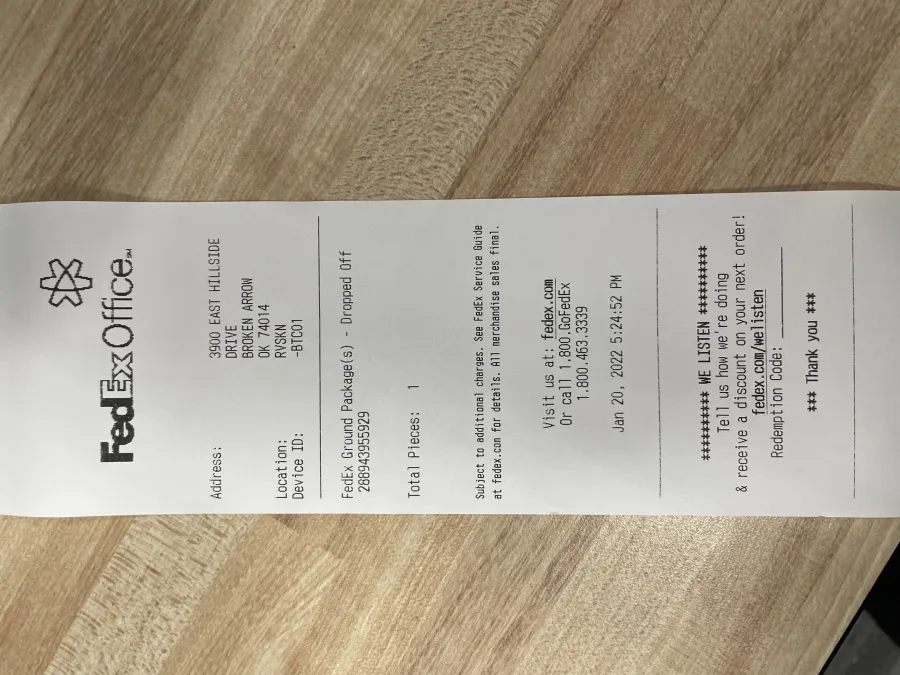 FedEx Office SM
Address: 3900 EAST HILLSIDE
DRIVE
BROKEN ARROW
OK 74014
Location: RVSKN
Device ID: -BTC01
FedEx Ground Package(s) - Dropped Off
288943955929
Total Pieces: 1
Subject to additional charges. See FedEx Service Guide
at fedex.com for details. All merchandise sales final.
Visit us at: fedex.com
Or call 1.800.GoFedEx
1.800.463.3339
Jan 20, 2022 5:24:52 PM
********** WE LISTEN **********
Tell us how we're doing
& receive a discount on your next order!
fedex.com/welisten
Redemption Code: ____________
*** Thank you ***